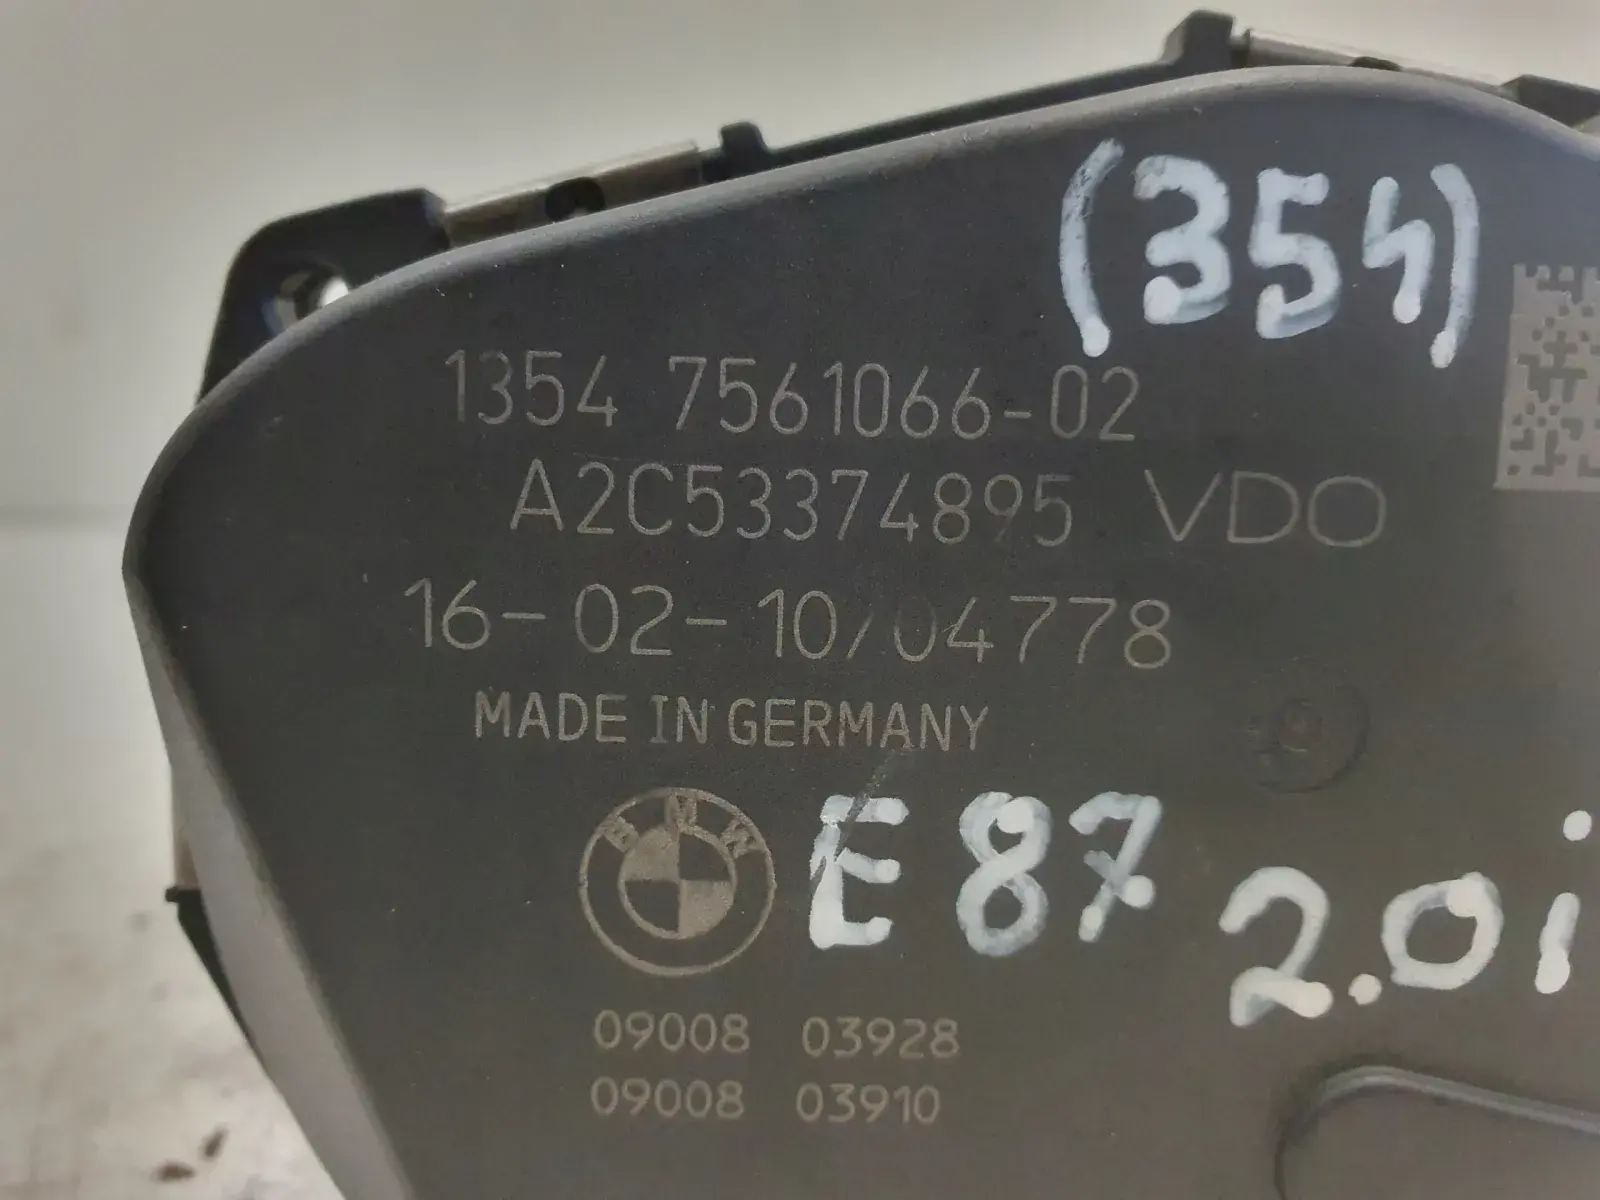 (354)
1354 7561066-02
A2C53374895 VDO
16-02-10/04778
MADE IN GERMANY
BMW E87 2.0i
09008 03928
09008 03910